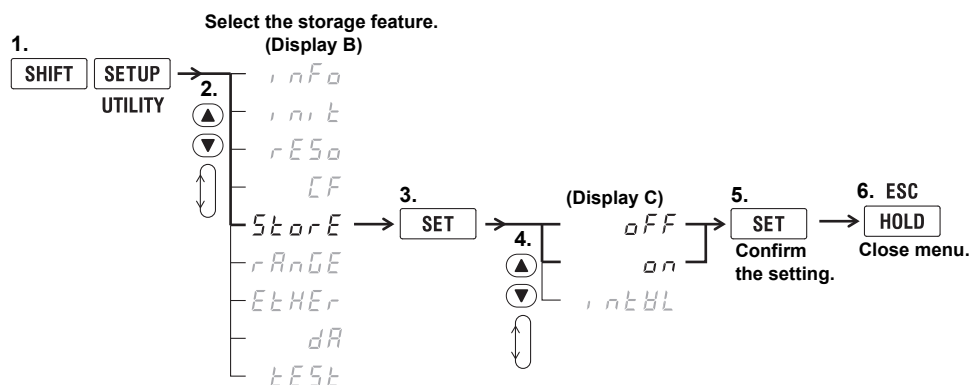 Select the storage feature.
(Display B)
1.
SHIFT SETUP
UTILITY
2.
inFo
init
rESo
CF
StorE
rAnGE
EtHEr
dA
tESt
3.
SET
4.
(Display C)
oFF
on
intVL
5.
SET
Confirm
the setting.
6. ESC
HOLD
Close menu.